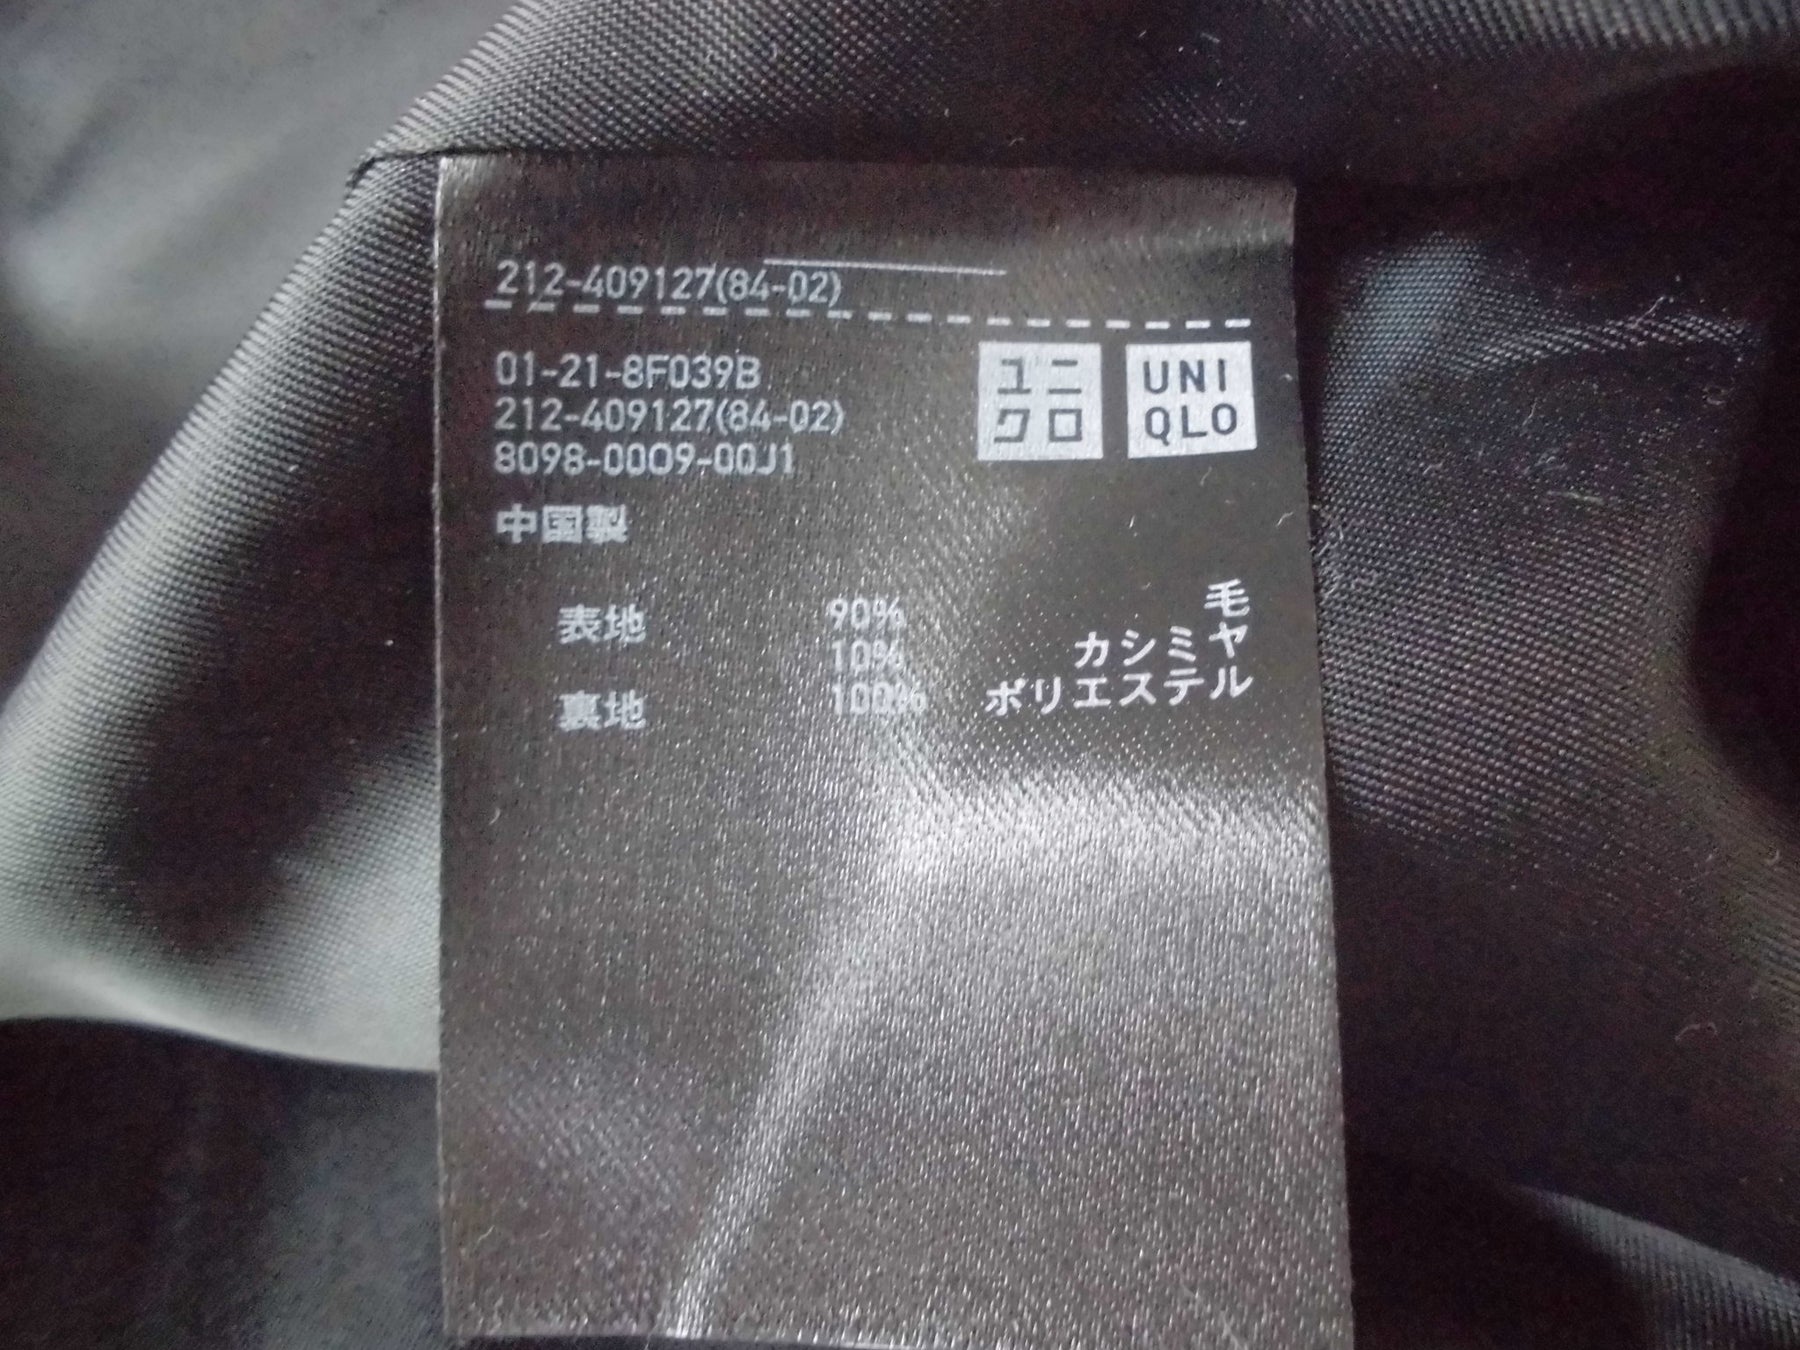 212-409127(84-02)
01-21-8F039B
212-409127(84-02)
8098-0009-00J1
ユニ
クロ
UNI
QLO
中国製
表地 90% 毛
10% カシミヤ
裏地 100% ポリエステル